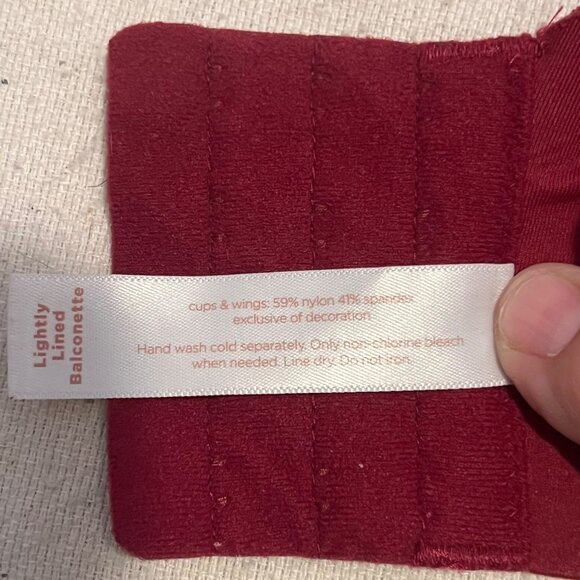 Lightly
Lined
Balconette
cups & wings: 59% nylon 41% spandex
exclusive of decoration
Hand wash cold separately. Only non-chlorine bleach
when needed. Line dry. Do not iron.